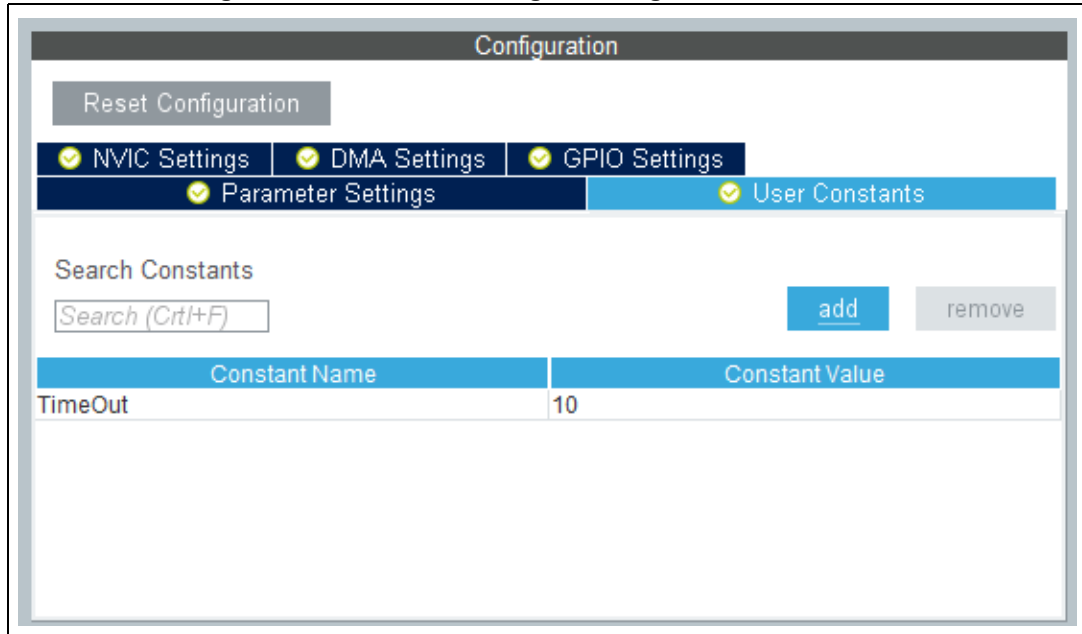 Configuration
Reset Configuration
NVIC Settings DMA Settings GPIO Settings
Parameter Settings User Constants
Search Constants
Search (Crtl+F) add remove
Constant Name Constant Value
TimeOut 10